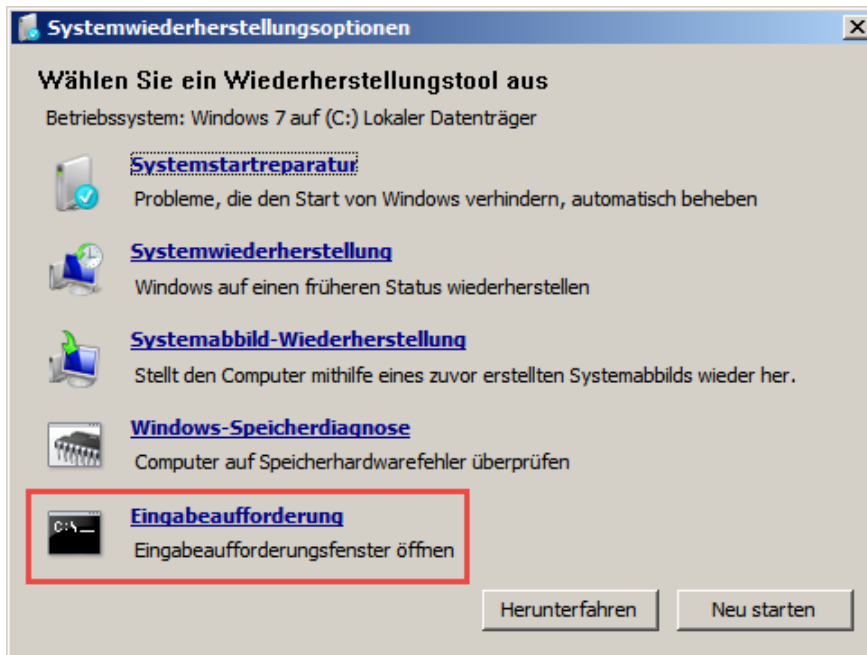 Systemwiederherstellungsoptionen
Wählen Sie ein Wiederherstellungstool aus
Betriebssystem: Windows 7 auf (C:) Lokaler Datenträger
Systemstartreparatur
Probleme, die den Start von Windows verhindern, automatisch beheben
Systemwiederherstellung
Windows auf einen früheren Status wiederherstellen
Systemabbild-Wiederherstellung
Stellt den Computer mithilfe eines zuvor erstellten Systemabbilds wieder her.
Windows-Speicherdiagnose
Computer auf Speicherhardwarefehler überprüfen
C:\_
Eingabeaufforderung
Eingabeaufforderungsfenster öffnen
Herunterfahren
Neu starten